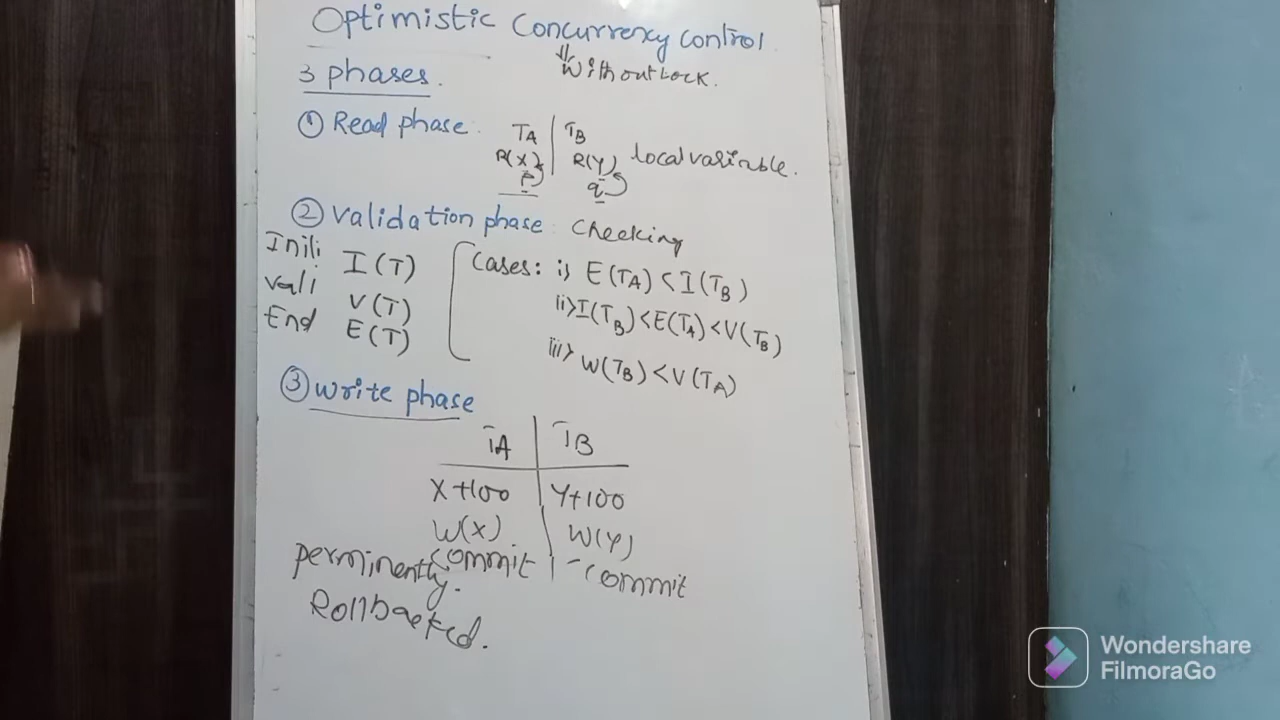 Optimistic Concurrency control
⇓
without Lock.
3 phases.
① Read phase: TA | TB
R(X) R(Y) local variable.
P q
② Validation phase: checking
Inili I(T)
vali V(T)
End E(T)
Cases: i> E(TA) < I(TB)
ii> I(TB) < E(TA) < V(TB)
iii> W(TB) < V(TA)
③ write phase
TA | TB
X+100 | Y+100
W(X) | W(Y)
commit | commit
perminently.
Rollbacked.
Wondershare
FilmoraGo